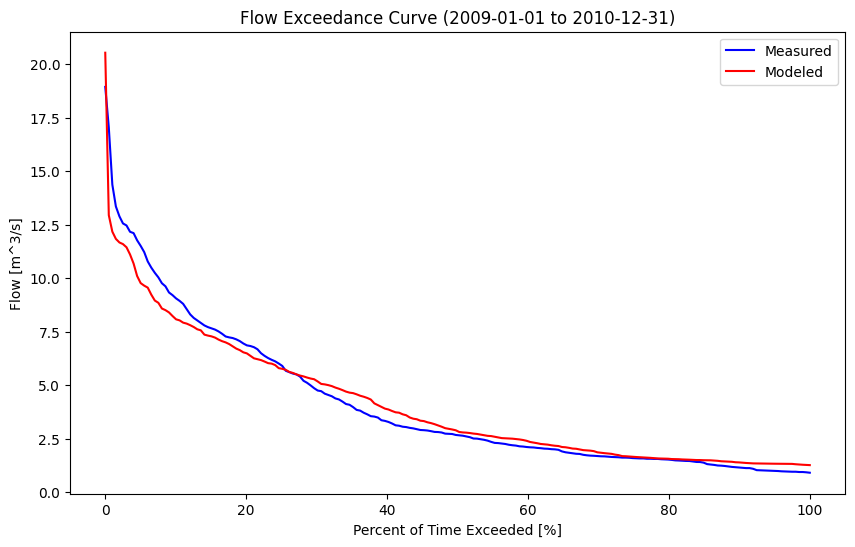 Flow Exceedance Curve (2009-01-01 to 2010-12-31)
Measured
Modeled
20.0
17.5
15.0
12.5
10.0
7.5
5.0
2.5
0.0
Flow [m^3/s]
0 20 40 60 80 100
Percent of Time Exceeded [%]